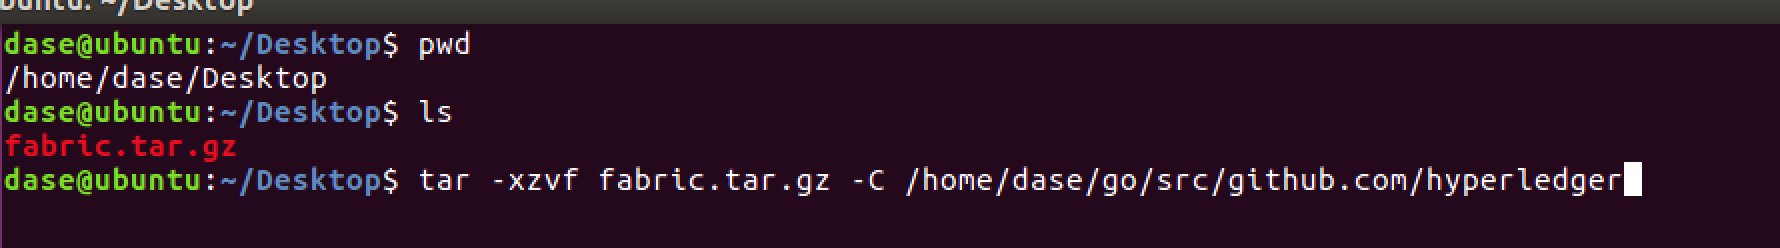 buntu: ~/Desktop
dase@ubuntu:~/Desktop$ pwd
/home/dase/Desktop
dase@ubuntu:~/Desktop$ ls
fabric.tar.gz
dase@ubuntu:~/Desktop$ tar -xzvf fabric.tar.gz -C /home/dase/go/src/github.com/hyperledger